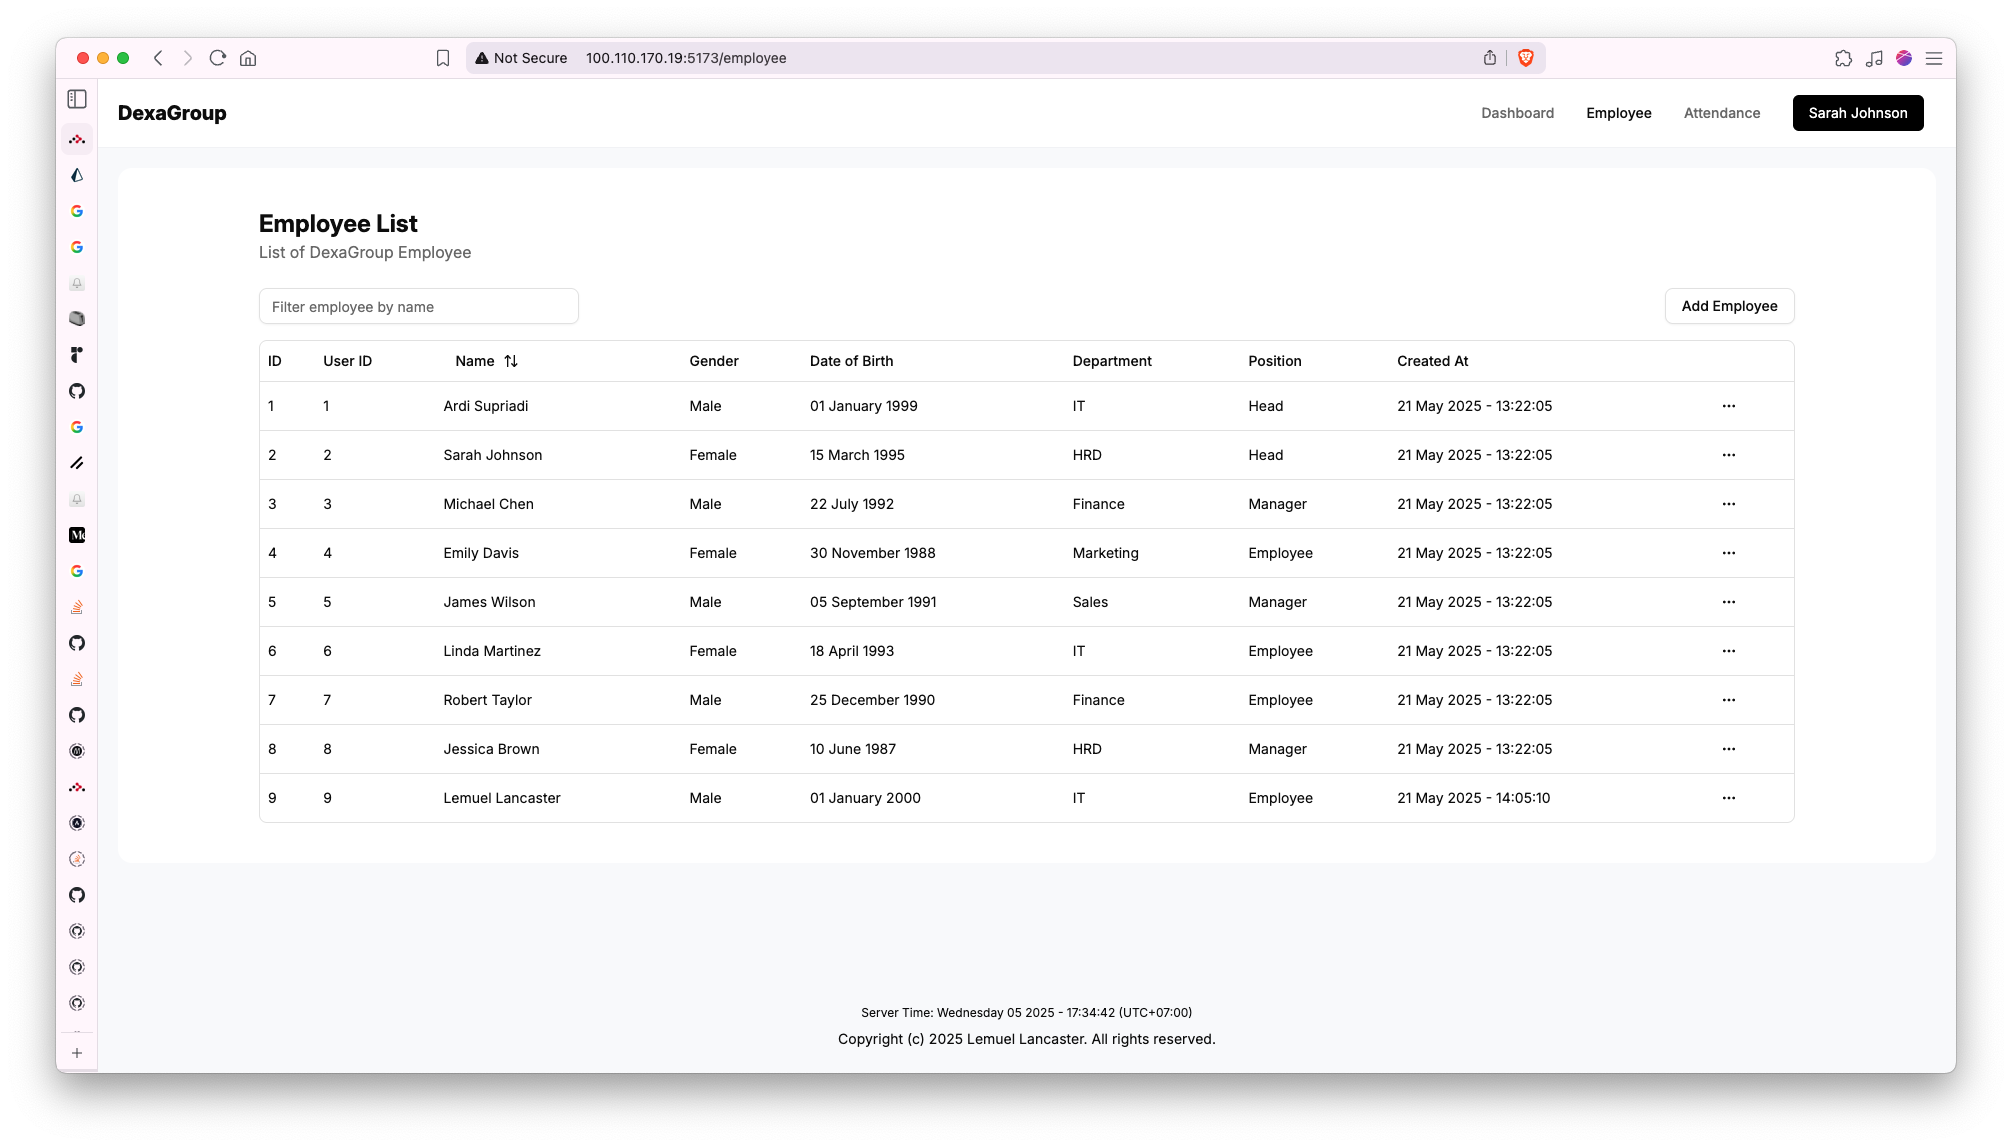 Not Secure 100.110.170.19:5173/employee
DexaGroup Dashboard Employee Attendance Sarah Johnson
Employee List
List of DexaGroup Employee
Filter employee by name Add Employee
ID User ID Name Gender Date of Birth Department Position Created At
1 1 Ardi Supriadi Male 01 January 1999 IT Head 21 May 2025 - 13:22:05
2 2 Sarah Johnson Female 15 March 1995 HRD Head 21 May 2025 - 13:22:05
3 3 Michael Chen Male 22 July 1992 Finance Manager 21 May 2025 - 13:22:05
4 4 Emily Davis Female 30 November 1988 Marketing Employee 21 May 2025 - 13:22:05
5 5 James Wilson Male 05 September 1991 Sales Manager 21 May 2025 - 13:22:05
6 6 Linda Martinez Female 18 April 1993 IT Employee 21 May 2025 - 13:22:05
7 7 Robert Taylor Male 25 December 1990 Finance Employee 21 May 2025 - 13:22:05
8 8 Jessica Brown Female 10 June 1987 HRD Manager 21 May 2025 - 13:22:05
9 9 Lemuel Lancaster Male 01 January 2000 IT Employee 21 May 2025 - 14:05:10
Server Time: Wednesday 05 2025 - 17:34:42 (UTC+07:00)
Copyright (c) 2025 Lemuel Lancaster. All rights reserved.